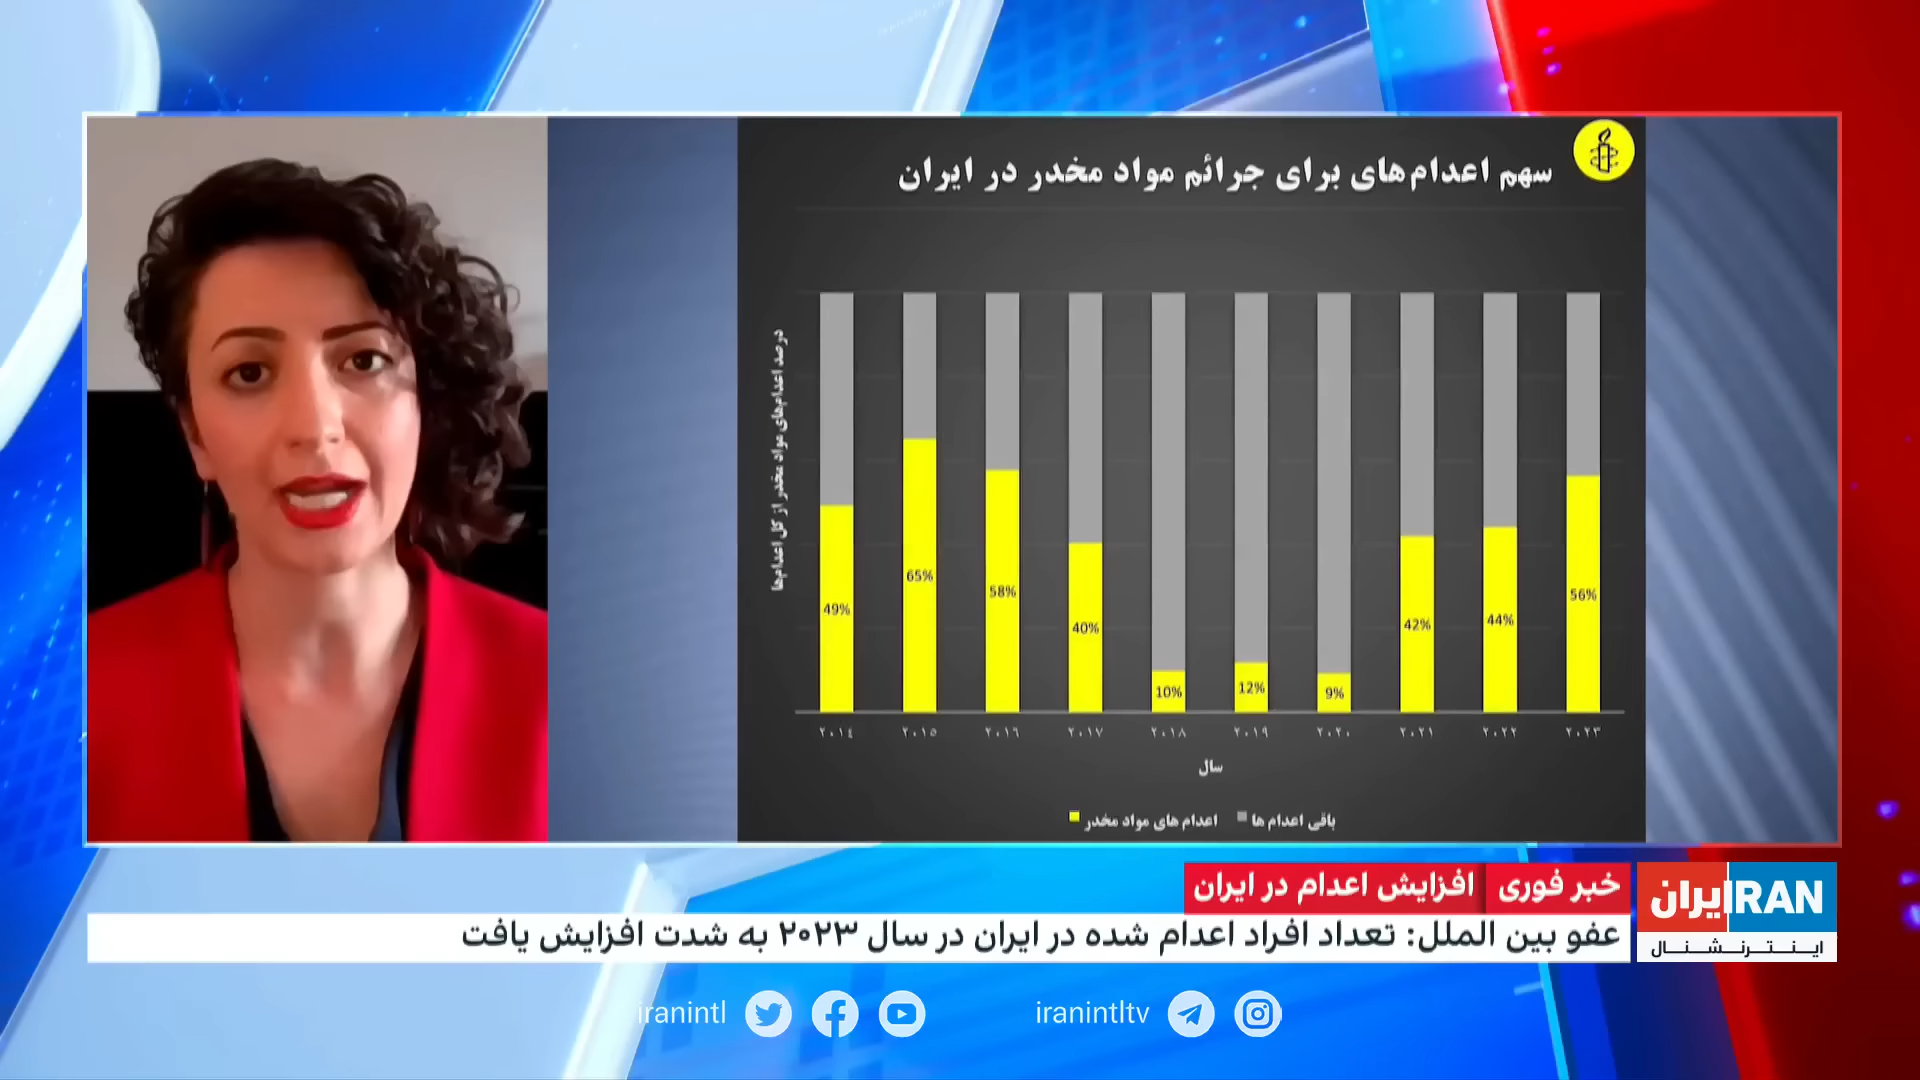 سهم اعدام‌های برای جرائم مواد مخدر در ایران
درصد اعدام‌های مواد مخدر از کل اعدام‌ها
49%
65%
58%
40%
10%
12%
9%
42%
44%
56%
۲۰۱٤
۲۰۱۵
۲۰۱۶
۲۰۱۷
۲۰۱۸
۲۰۱۹
۲۰۲۰
۲۰۲۱
۲۰۲۲
۲۰۲۳
سال
اعدام های مواد مخدر
باقی اعدام ها
خبر فوری
افزایش اعدام در ایران
عفو بین الملل: تعداد افراد اعدام شده در ایران در سال ۲۰۲۳ به شدت افزایش یافت
ایران IRAN
اینترنشنال
iranintl
iranintltv